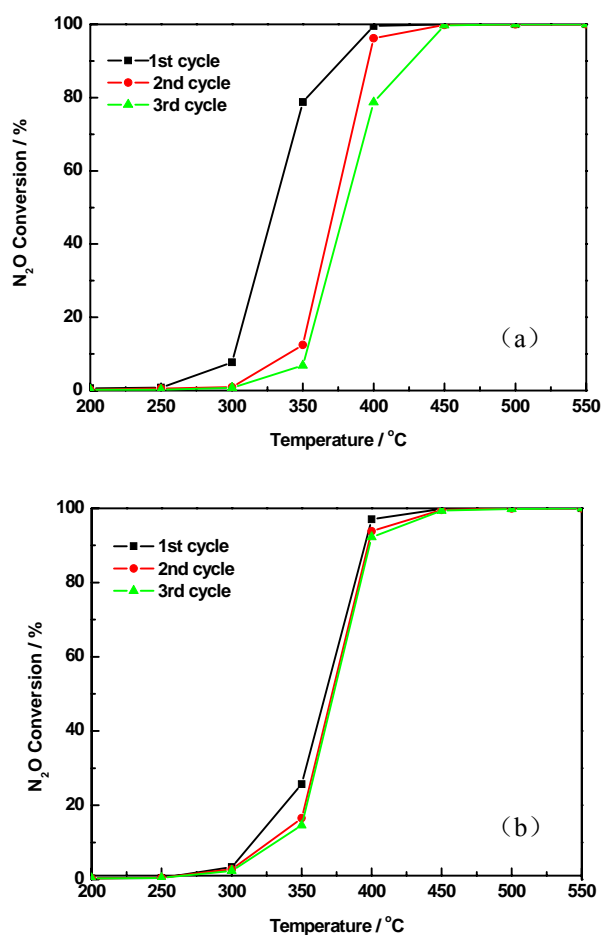 100
80
60
40
20
0
N₂O Conversion / %
1st cycle
2nd cycle
3rd cycle
（a）
200 250 300 350 400 450 500 550
Temperature / °C
100
80
60
40
20
0
N₂O Conversion / %
1st cycle
2nd cycle
3rd cycle
（b）
200 250 300 350 400 450 500 550
Temperature / °C